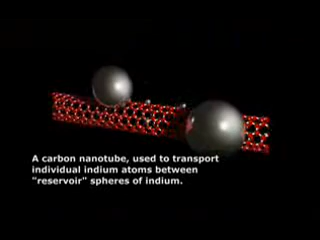 A carbon nanotube, used to transport
individual indium atoms between
"reservoir" spheres of indium.